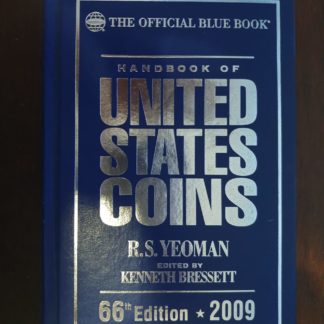 THE OFFICIAL BLUE BOOK®
HANDBOOK OF
UNITED
STATES
COINS
R.S. YEOMAN
EDITED BY
KENNETH BRESSETT
66th Edition ★ 2009